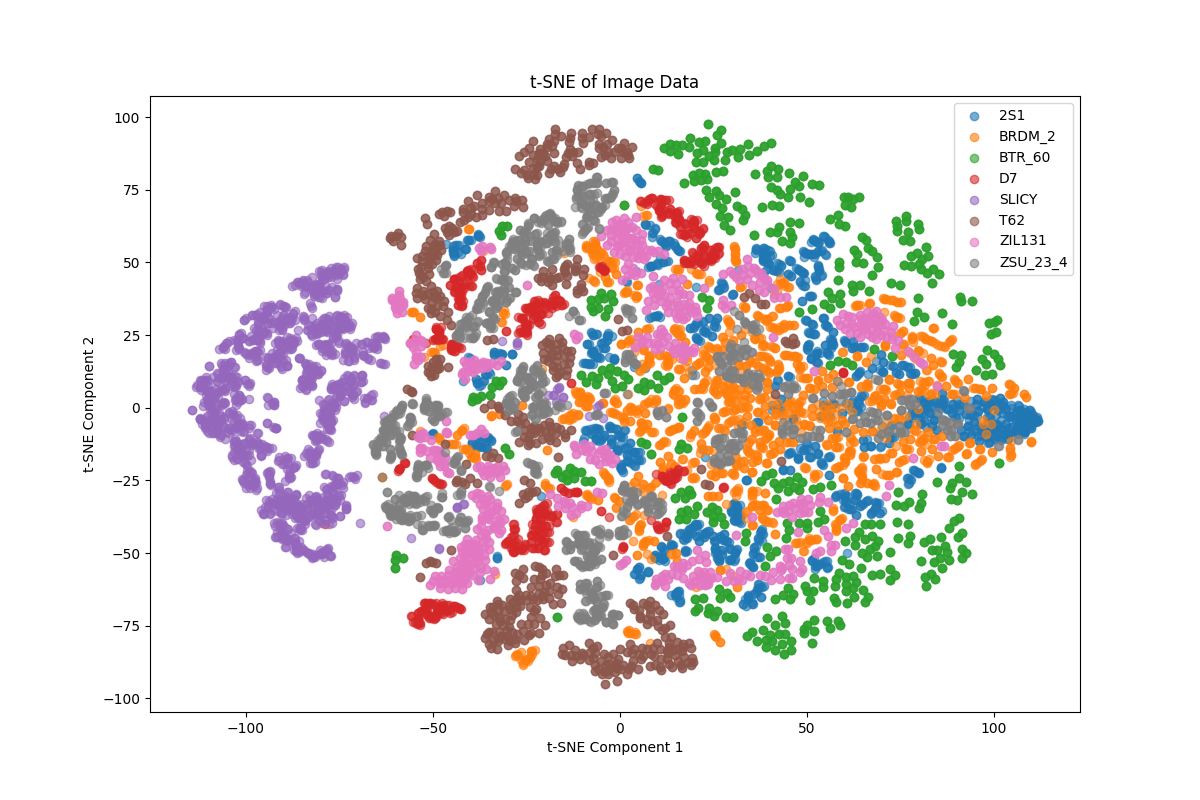 t-SNE of Image Data
100
75
50
25
0
−25
−50
−75
−100
t-SNE Component 2
−100
−50
0
50
100
t-SNE Component 1
2S1
BRDM_2
BTR_60
D7
SLICY
T62
ZIL131
ZSU_23_4